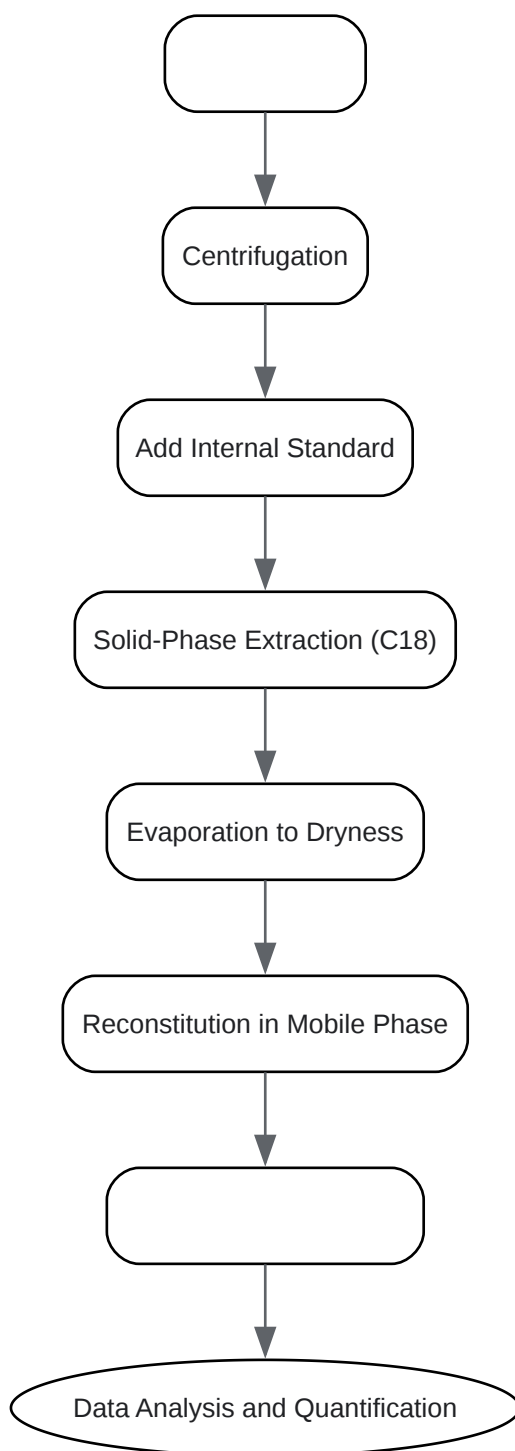 Centrifugation
Add Internal Standard
Solid-Phase Extraction (C18)
Evaporation to Dryness
Reconstitution in Mobile Phase
Data Analysis and Quantification